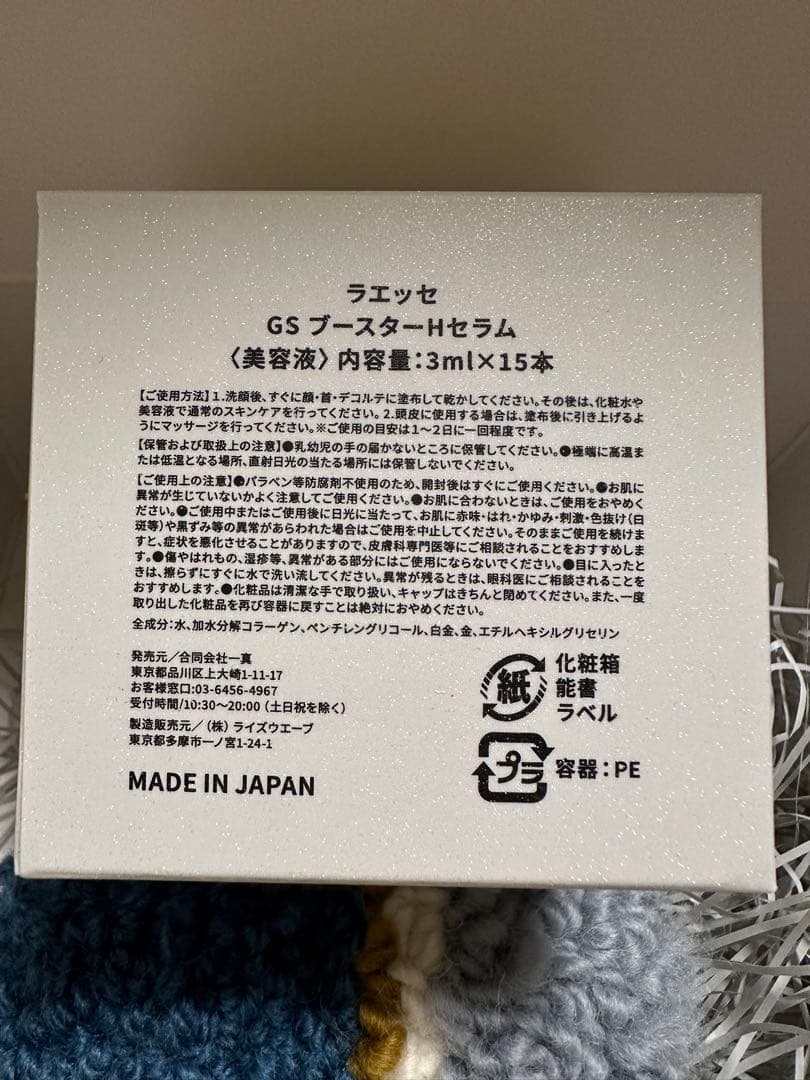 ラエッセ
GS ブースターHセラム
〈美容液〉内容量:3ml×15本
【ご使用方法】1.洗顔後、すぐに顔・首・デコルテに塗布して乾かしてください。その後は、化粧水や
美容液で通常のスキンケアを行ってください。2.頭皮に使用する場合は、塗布後に引き上げるよ
うにマッサージを行ってください。※ご使用の目安は1〜2日に一回程度です。
【保管および取扱上の注意】●乳幼児の手の届かないところに保管してください。●極端に高温ま
たは低温となる場所、直射日光の当たる場所には保管しないでください。
【ご使用上の注意】●パラベン等防腐剤不使用のため、開封後はすぐにご使用ください。●お肌に
異常が生じていないかよく注意してご使用ください。●お肌に合わないときは、ご使用をおやめく
ださい。●ご使用中またはご使用後に日光に当たって、お肌に赤味・はれ・かゆみ・刺激・色抜け(白
斑等)や黒ずみ等の異常があらわれた場合はご使用を中止してください。そのままご使用を続けま
すと、症状を悪化させることがありますので、皮膚科専門医等にご相談されることをおすすめしま
す。●傷やはれもの、湿疹等、異常がある部分にはご使用にならないでください。●目に入ったと
きは、擦らずにすぐに水で洗い流してください。異常が残るときは、眼科医にご相談されることを
おすすめします。●化粧品は清潔な手で取り扱い、キャップはきちんと閉めてください。また、一度
取り出した化粧品を再び容器に戻すことは絶対におやめください。
全成分:水、加水分解コラーゲン、ペンチレングリコール、白金、金、エチルヘキシルグリセリン
発売元/合同会社一真
東京都品川区上大崎1-11-17
お客様窓口:03-6456-4967
受付時間/10:30〜20:00(土日祝を除く)
製造販売元/(株)ライズウエーブ
東京都多摩市一ノ宮1-24-1
MADE IN JAPAN
紙
化粧箱
能書
ラベル
プラ
容器:PE